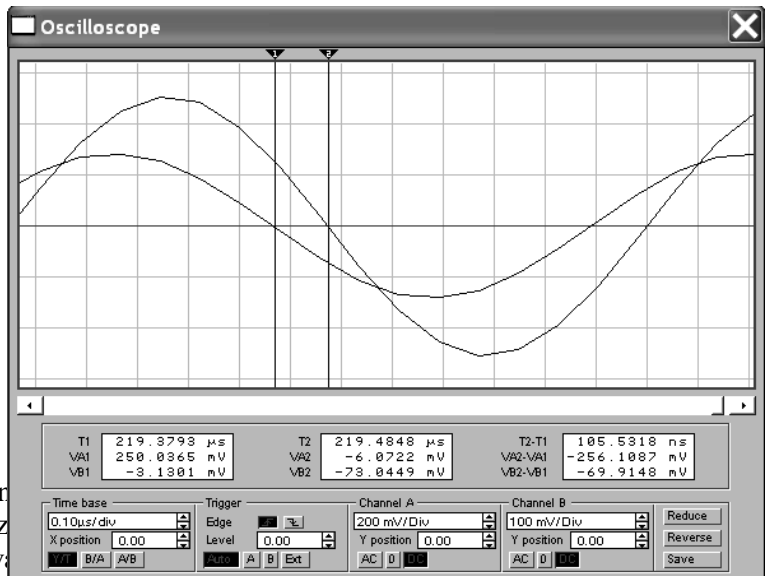 Oscilloscope
1 2
T1 219.3793 µs T2 219.4848 µs T2-T1 105.5318 ns
VA1 250.0365 mV VA2 -6.0722 mV VA2-VA1 -256.1087 mV
VB1 -3.1301 mV VB2 -73.0449 mV VB2-VB1 -69.9148 mV
Time base Trigger Channel A Channel B Reduce
0.10µs/div Edge 200 mV/Div 100 mV/Div
X position 0.00 Level 0.00 Y position 0.00 Y position 0.00 Reverse
Y/T B/A A/B Auto A B Ext AC 0 DC AC 0 DC Save